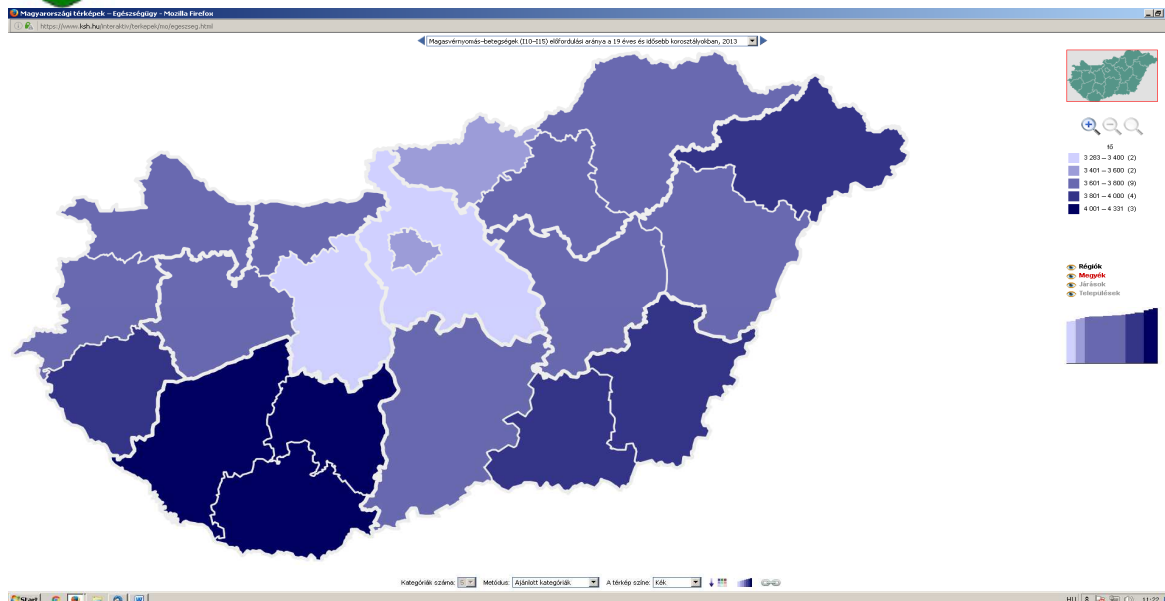 Magyarországi térképek – Egészségügy - Mozilla Firefox
https://www.ksh.hu/interaktiv/terkepek/mo/egeszseg.html
Magasvérnyomás-betegségek (I10–I15) előfordulási aránya a 19 éves és idősebb korosztályokban, 2013
fő
3 283 – 3 400 (2)
3 401 – 3 600 (2)
3 601 – 3 800 (9)
3 801 – 4 000 (4)
4 001 – 4 331 (3)
Régiók
Megyék
Járások
Települések
Kategóriák száma: 5 Metódus: Ajánlott kategóriák A térkép színe: Kék
Start HU 11:22